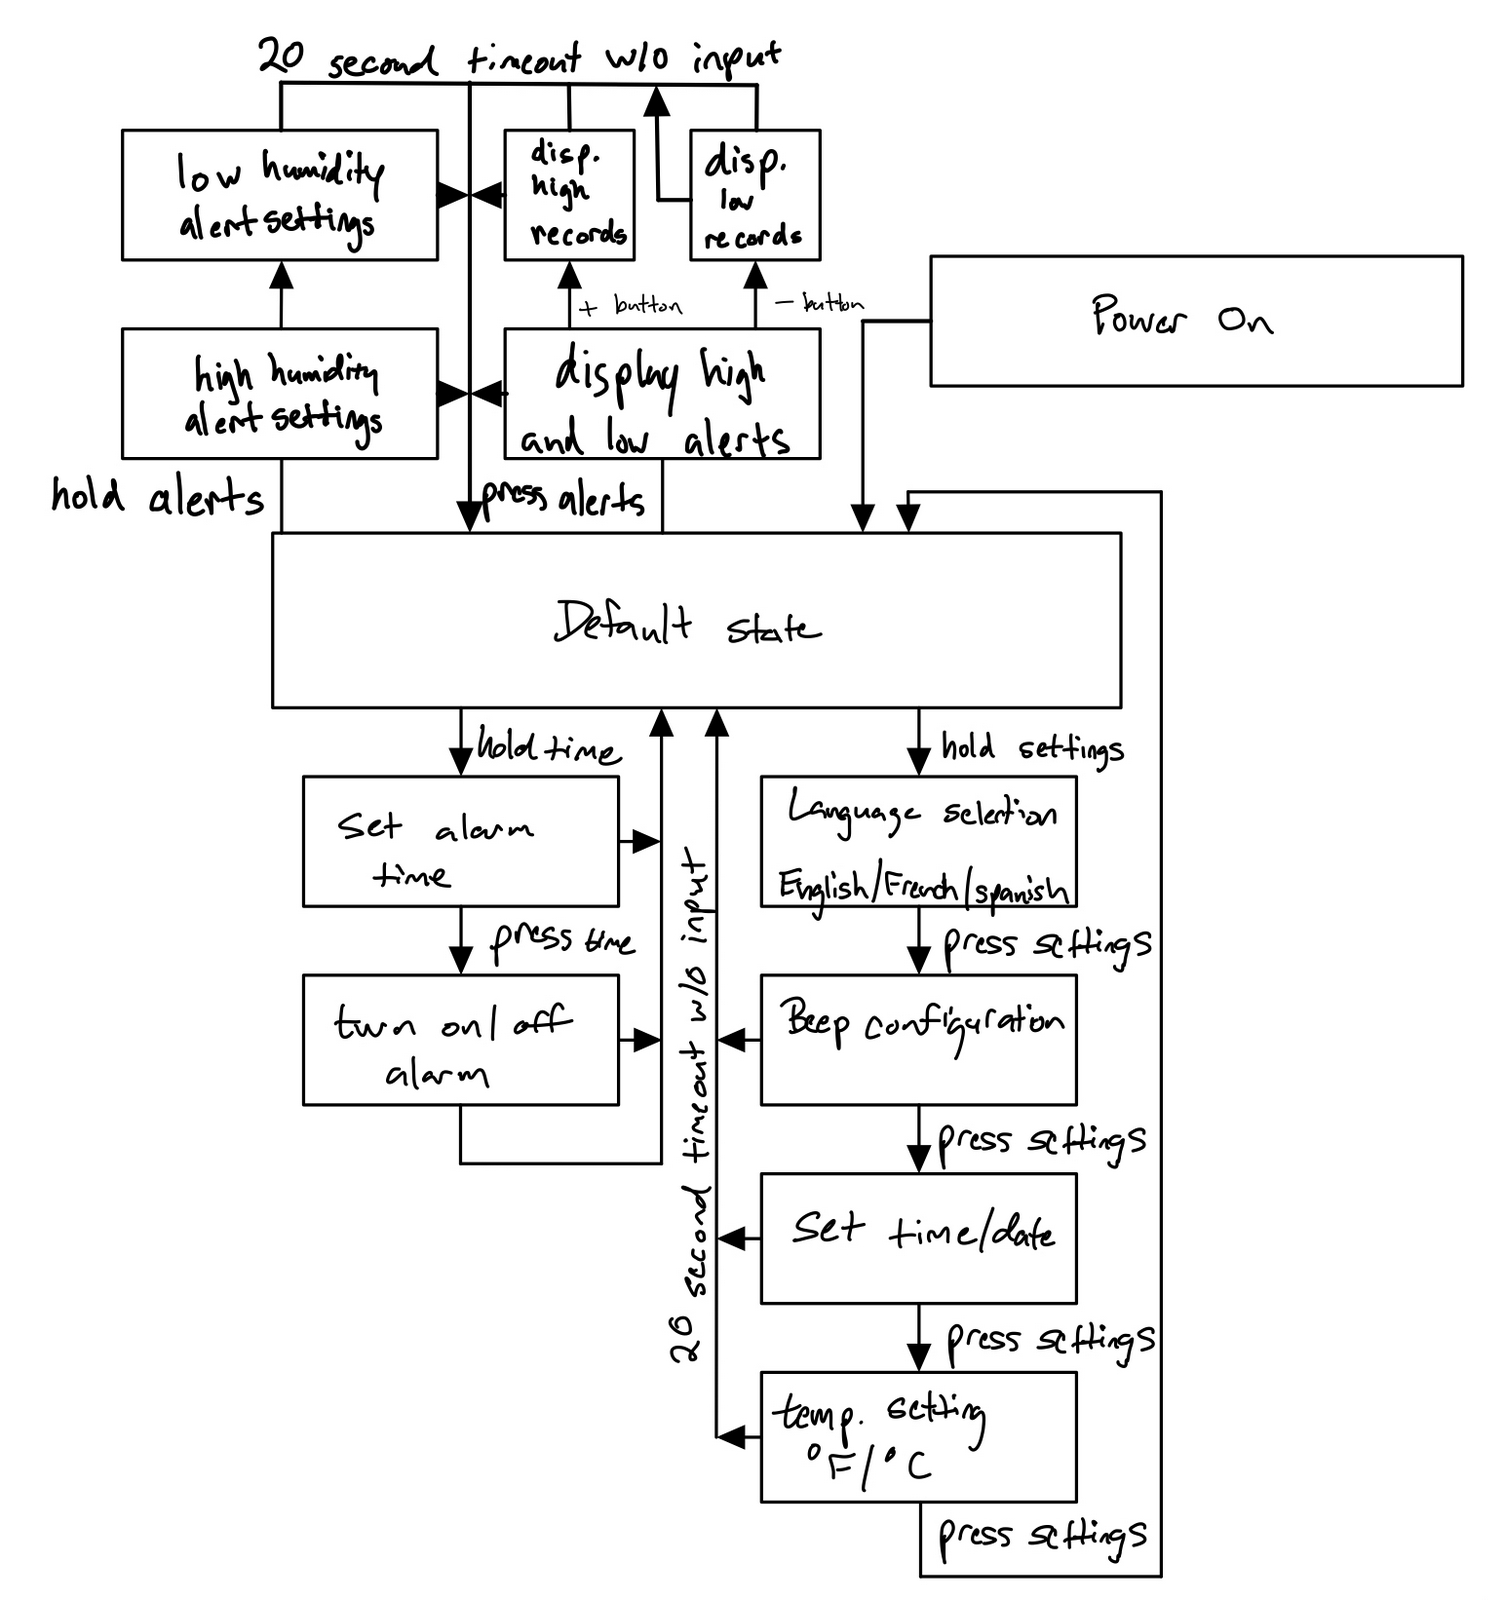 20 second timeout w/o input
low humidity
alert settings
disp.
high
records
disp.
low
records
+ button
- button
Power On
high humidity
alert settings
display high
and low alerts
hold alerts
press alerts
Default state
hold time
hold settings
Set alarm
time
Language selection
English/French/spanish
press time
press settings
turn on/off
alarm
Beep configuration
20 second timeout w/o input
press settings
Set time/date
press settings
temp. setting
°F/°C
press settings